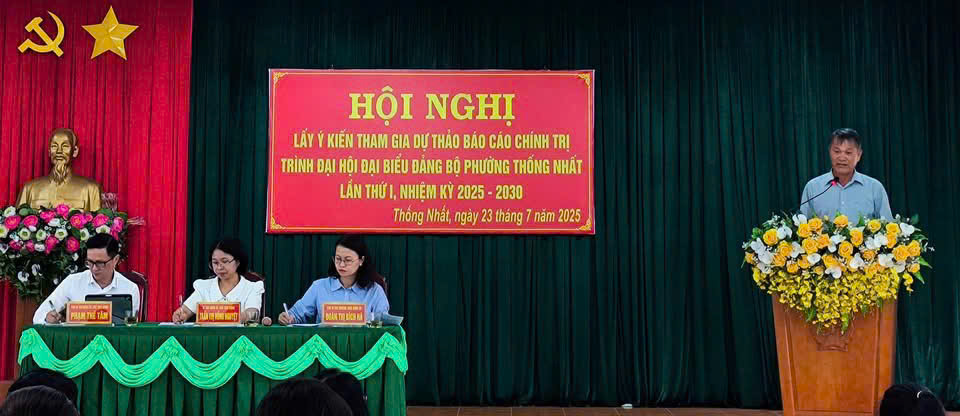 HỘI NGHỊ
LẤY Ý KIẾN THAM GIA DỰ THẢO BÁO CÁO CHÍNH TRỊ
TRÌNH ĐẠI HỘI ĐẠI BIỂU ĐẢNG BỘ PHƯỜNG THỐNG NHẤT
LẦN THỨ I, NHIỆM KỲ 2025 - 2030
Thống Nhất, ngày 23 tháng 7 năm 2025
PHẠM THẾ TÂM
TRẦN THỊ HỒNG NGUYỆT
ĐOÀN THỊ BÍCH HÀ